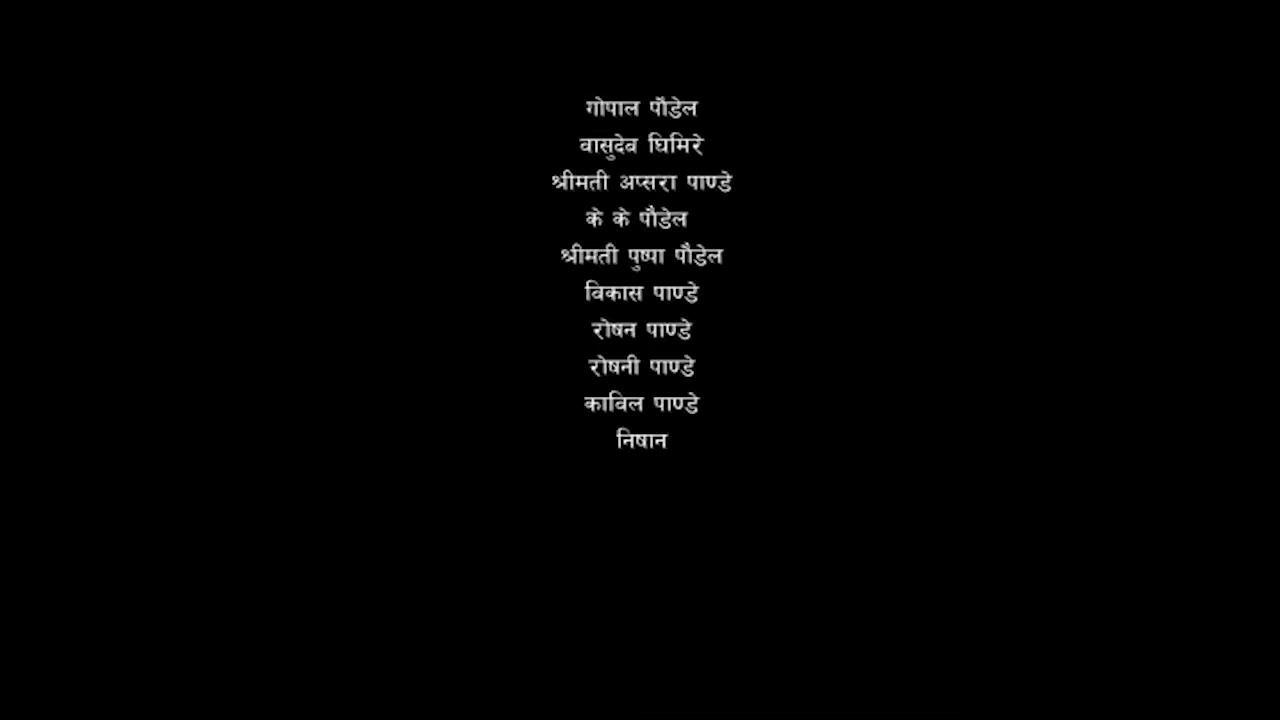 गोपाल पौडेल
वासुदेब घिमिरे
श्रीमती अप्सरा पाण्डे
के के पौडेल
श्रीमती पुष्पा पौडेल
विकास पाण्डे
रोषन पाण्डे
रोषनी पाण्डे
काविल पाण्डे
निषान